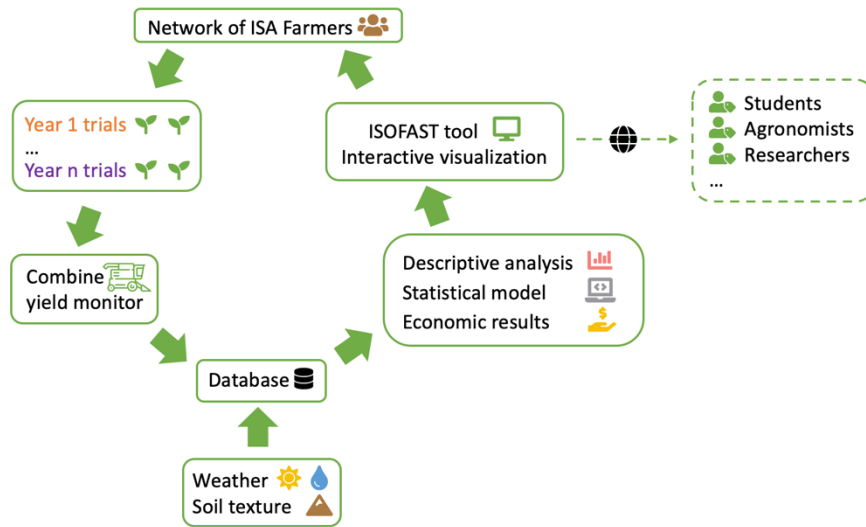 Network of ISA Farmers
Year 1 trials
...
Year n trials
ISOFAST tool
Interactive visualization
Students
Agronomists
Researchers
...
Combine
yield monitor
Descriptive analysis
Statistical model
Economic results
Database
Weather
Soil texture